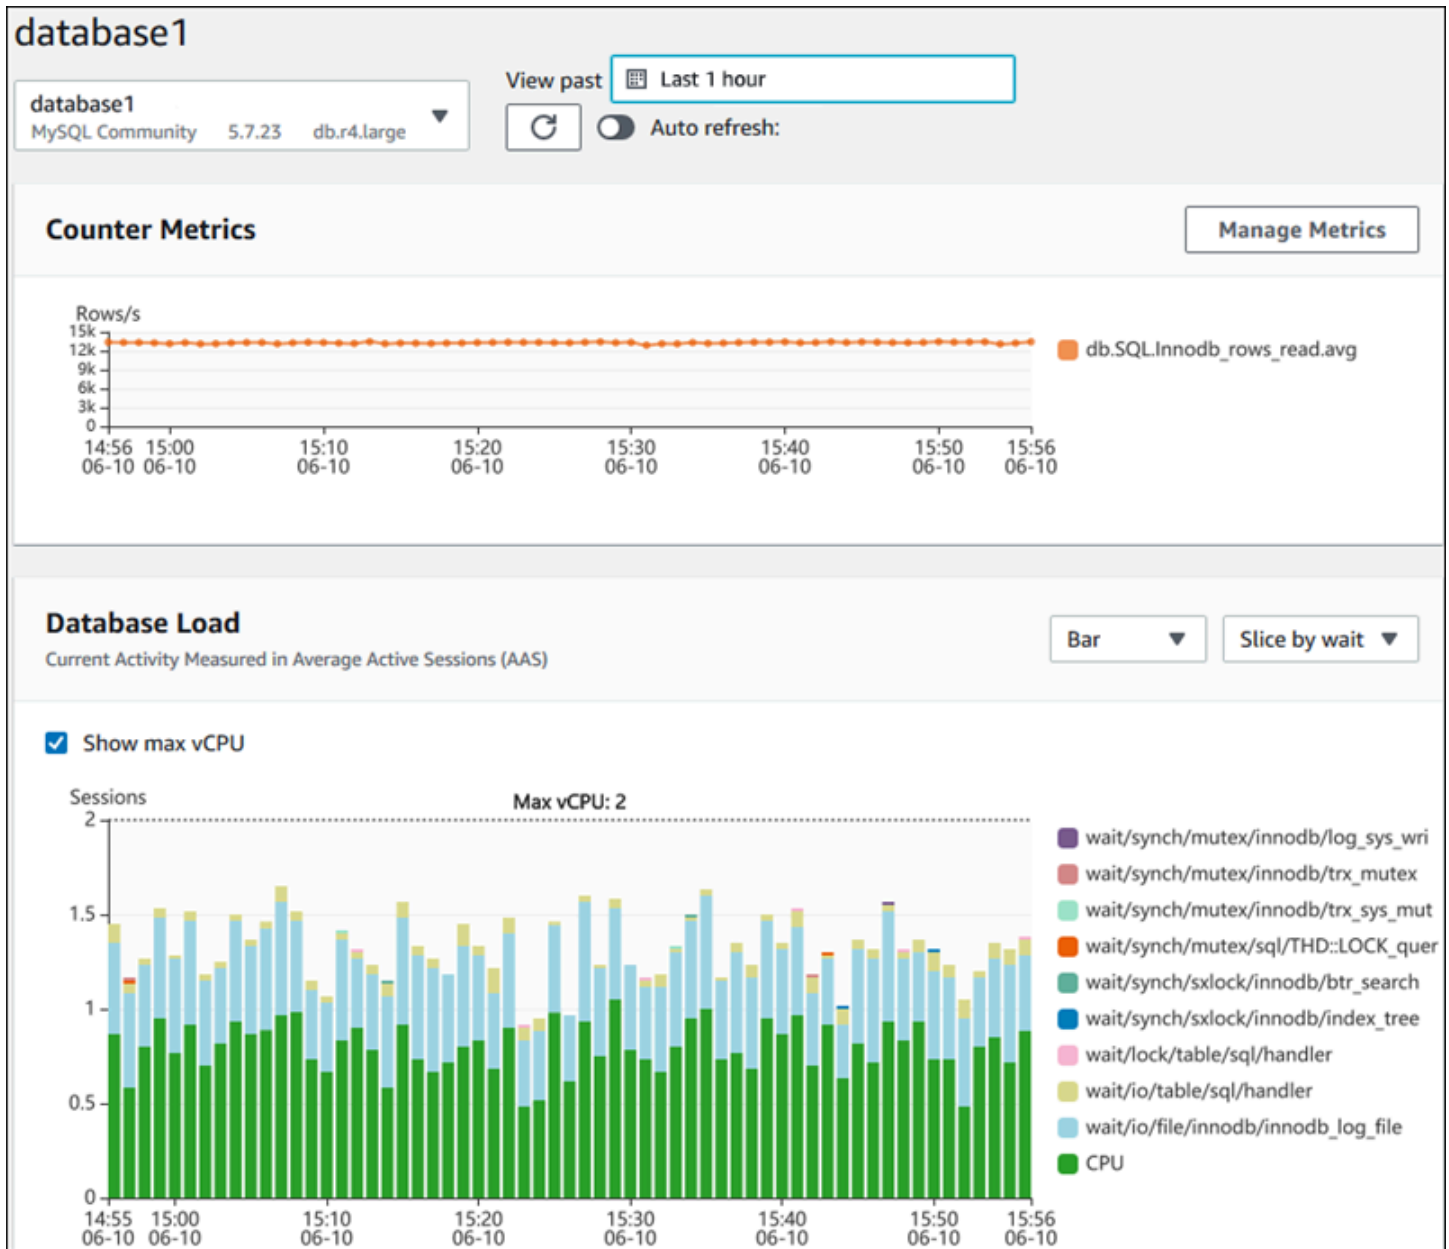 database1
database1
MySQL Community 5.7.23 db.r4.large
View past Last 1 hour
Auto refresh:
Counter Metrics
Manage Metrics
Rows/s
15k
12k
9k
6k
3k
0
14:56 15:00 15:10 15:20 15:30 15:40 15:50 15:56
06-10 06-10 06-10 06-10 06-10 06-10 06-10 06-10
db.SQL.Innodb_rows_read.avg
Database Load
Current Activity Measured in Average Active Sessions (AAS)
Bar
Slice by wait
Show max vCPU
Sessions
Max vCPU: 2
2
1.5
1
0.5
0
14:55 15:00 15:10 15:20 15:30 15:40 15:50 15:56
06-10 06-10 06-10 06-10 06-10 06-10 06-10 06-10
wait/synch/mutex/innodb/log_sys_wri
wait/synch/mutex/innodb/trx_mutex
wait/synch/mutex/innodb/trx_sys_mut
wait/synch/mutex/sql/THD::LOCK_quer
wait/synch/sxlock/innodb/btr_search
wait/synch/sxlock/innodb/index_tree
wait/lock/table/sql/handler
wait/io/table/sql/handler
wait/io/file/innodb/innodb_log_file
CPU